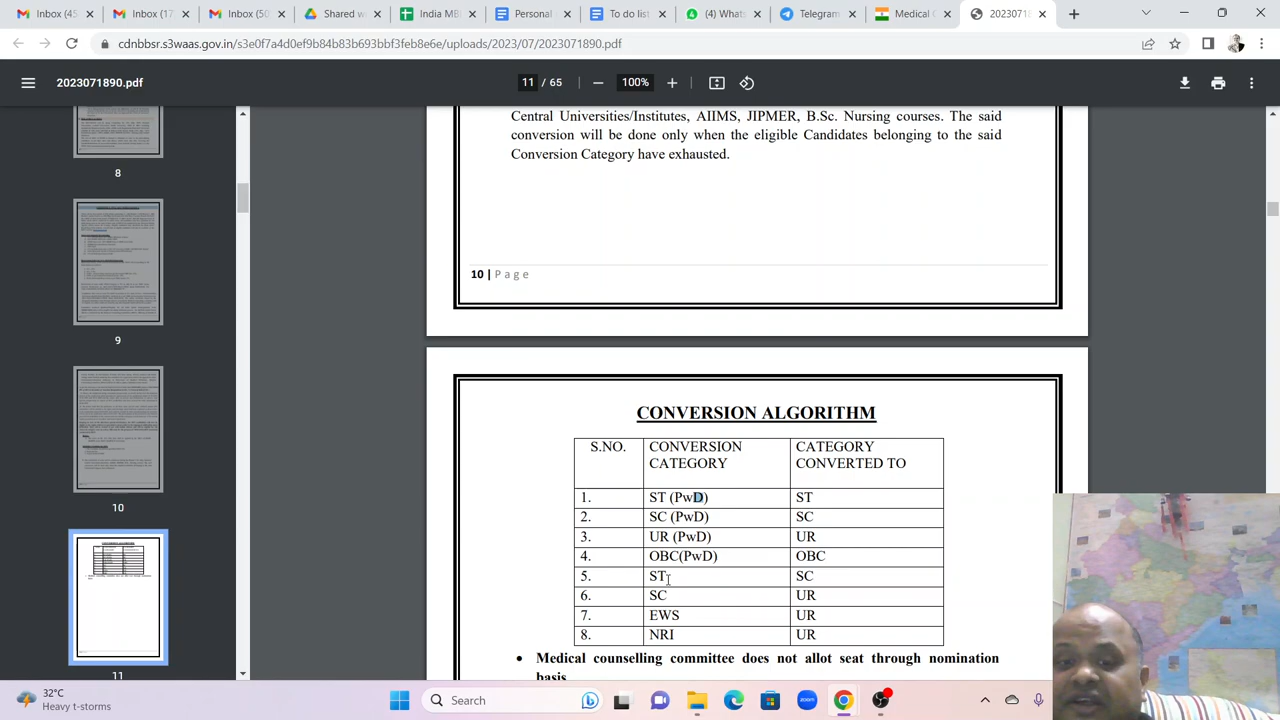 Inbox (45
Inbox (17
Inbox (50
Shared w
India MB
Personal
To do list
(4) Whats
Telegram
Medical C
2023071
cdnbbsr.s3waas.gov.in/s3e0f7a4d0ef9b84b83b693bbf3feb8e6e/uploads/2023/07/2023071890.pdf
2023071890.pdf
11 / 65
100%
8
9
10
11
Central Universities/Institutes, AIIMS, JIPMER, B.Sc. Nursing courses. The said
conversion will be done only when the eligible Candidates belonging to the said
Conversion Category have exhausted.
10 | Page
CONVERSION ALGORITHM
S.NO. CONVERSION CATEGORY CATEGORY CONVERTED TO
1. ST (PwD) ST
2. SC (PwD) SC
3. UR (PwD) UR
4. OBC(PwD) OBC
5. ST SC
6. SC UR
7. EWS UR
8. NRI UR
• Medical counselling committee does not allot seat through nomination
basis
32°C
Heavy t-storms
Search
zoom